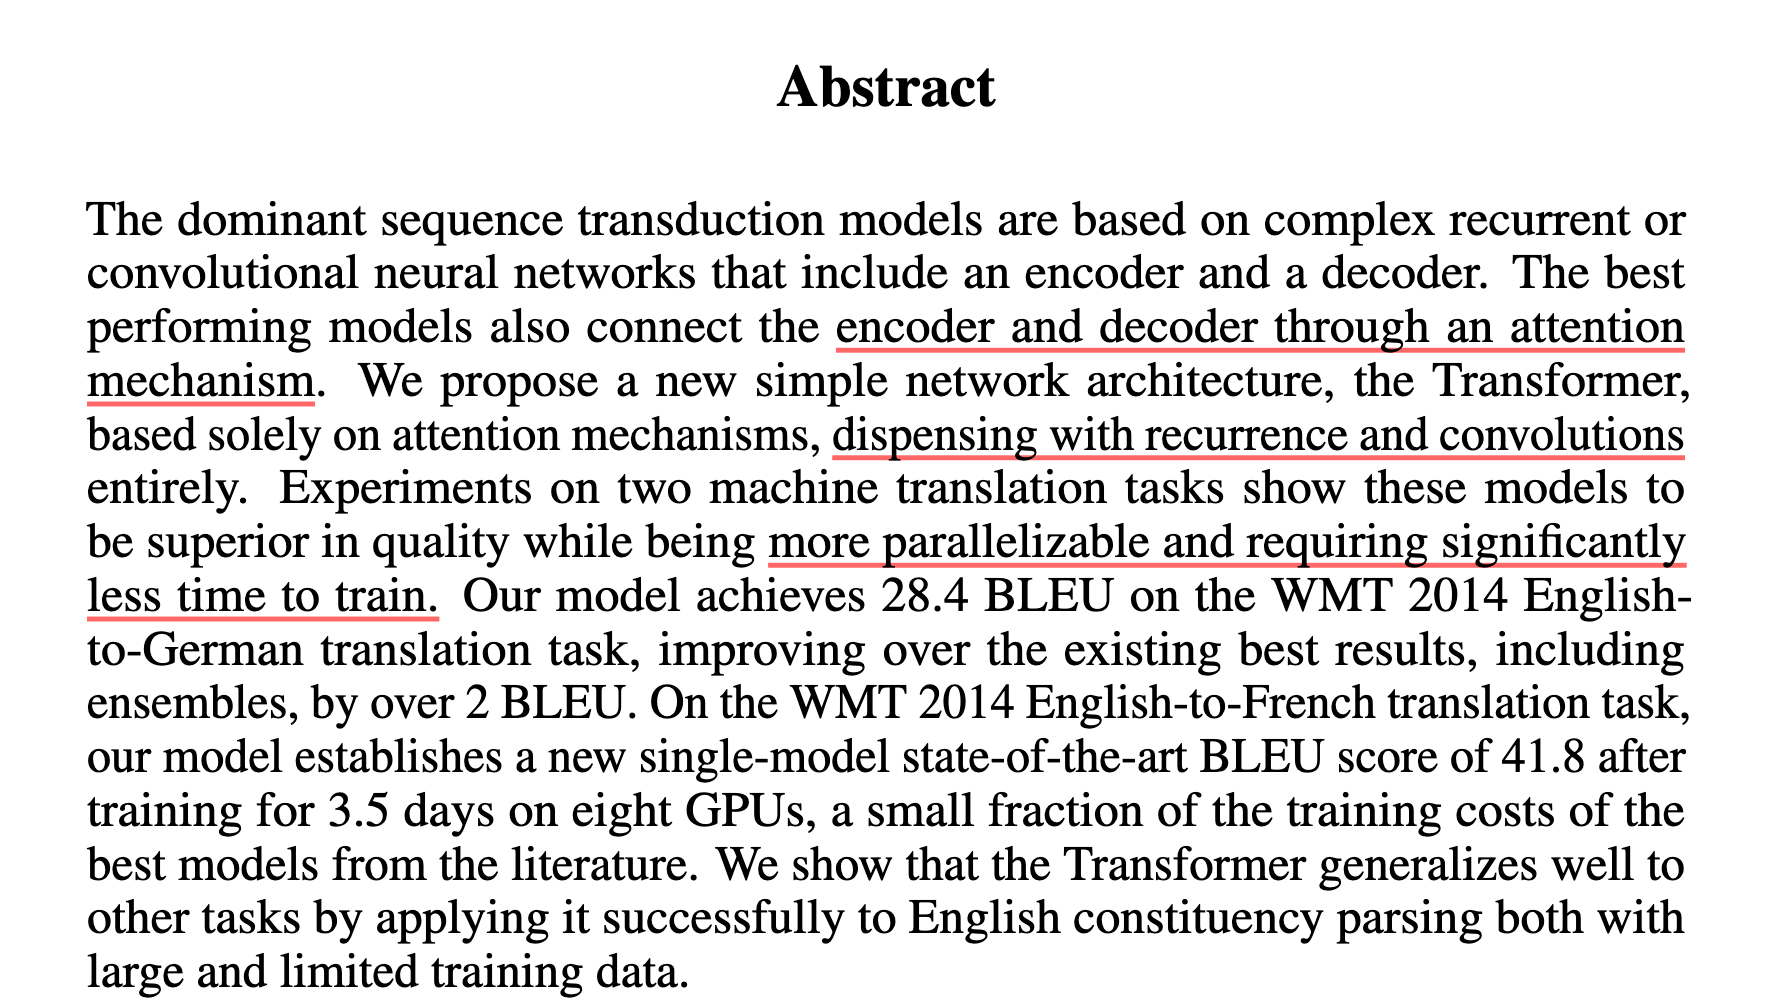 Abstract
The dominant sequence transduction models are based on complex recurrent or
convolutional neural networks that include an encoder and a decoder. The best
performing models also connect the encoder and decoder through an attention
mechanism. We propose a new simple network architecture, the Transformer,
based solely on attention mechanisms, dispensing with recurrence and convolutions
entirely. Experiments on two machine translation tasks show these models to
be superior in quality while being more parallelizable and requiring significantly
less time to train. Our model achieves 28.4 BLEU on the WMT 2014 English-
to-German translation task, improving over the existing best results, including
ensembles, by over 2 BLEU. On the WMT 2014 English-to-French translation task,
our model establishes a new single-model state-of-the-art BLEU score of 41.8 after
training for 3.5 days on eight GPUs, a small fraction of the training costs of the
best models from the literature. We show that the Transformer generalizes well to
other tasks by applying it successfully to English constituency parsing both with
large and limited training data.